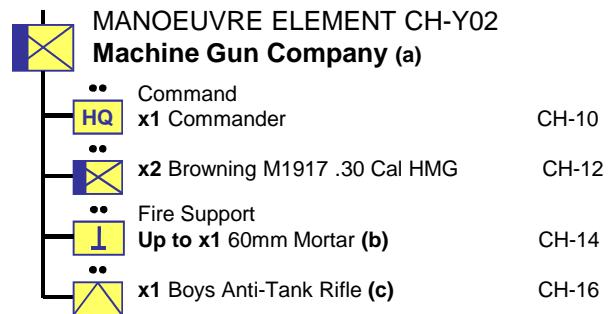 MANOEUVRE ELEMENT CH-Y02
Machine Gun Company (a)
Command
HQ x1 Commander CH-10
x2 Browning M1917 .30 Cal HMG CH-12
Fire Support
Up to x1 60mm Mortar (b) CH-14
x1 Boys Anti-Tank Rifle (c) CH-16